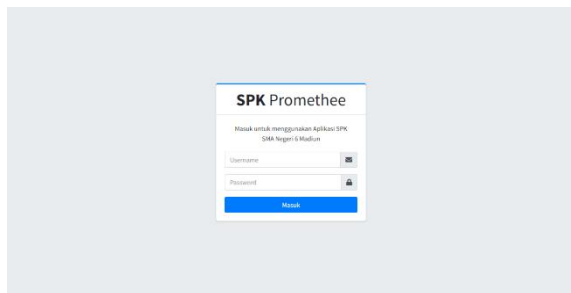 SPK Promethee
Masuk untuk menggunakan Aplikasi SPK
SMA Negeri 6 Madiun
Username
Password
Masuk